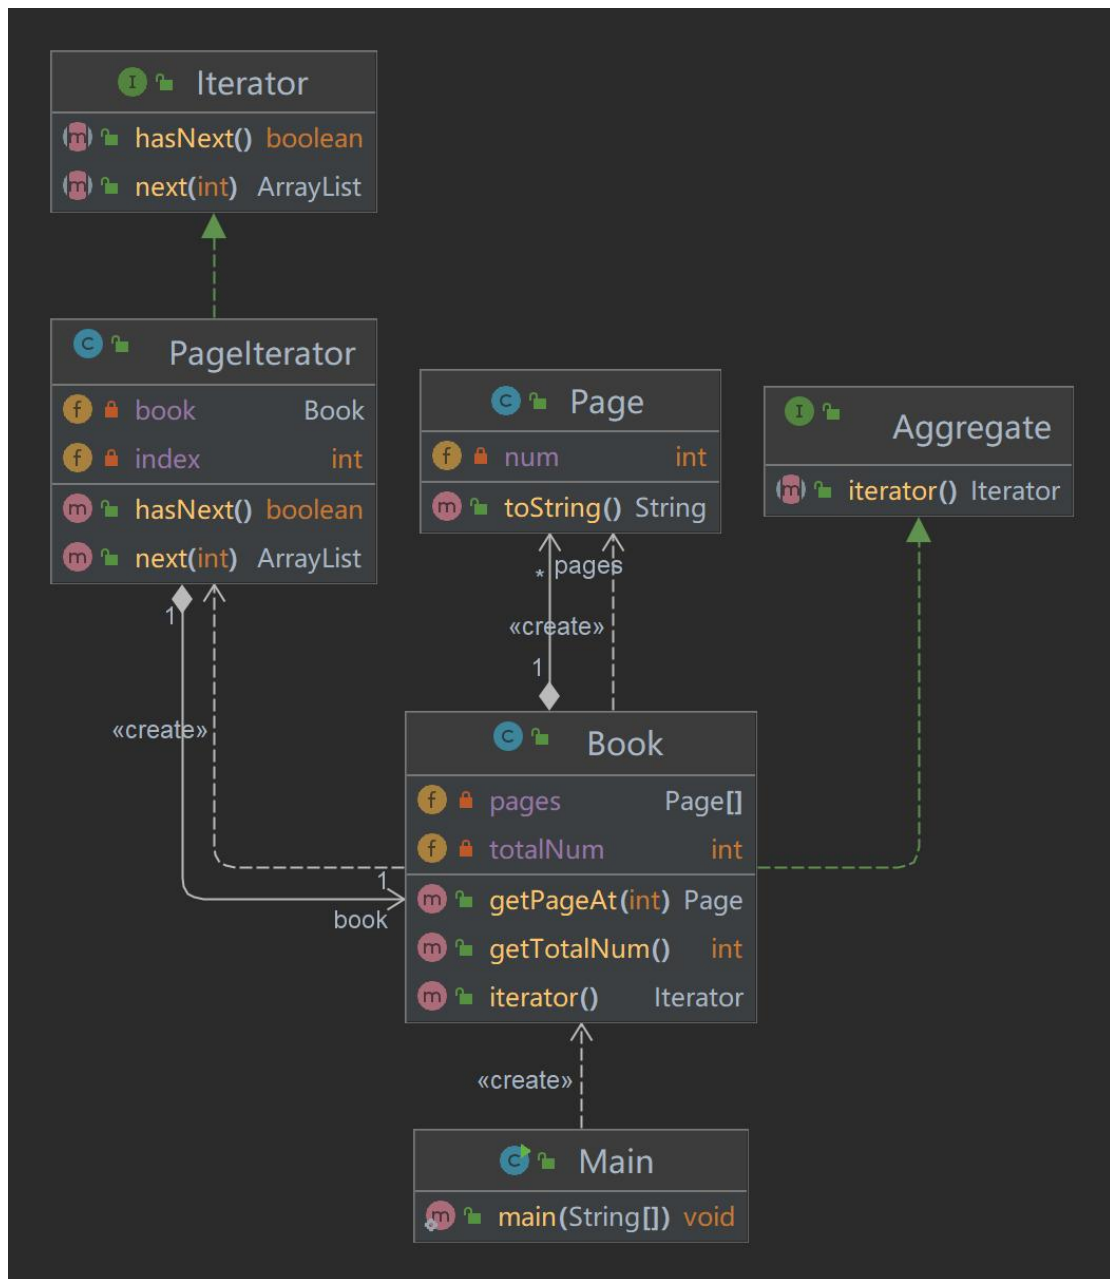 I Iterator
m hasNext() boolean
m next(int) ArrayList
C PageIterator
f book Book
f index int
m hasNext() boolean
m next(int) ArrayList
C Page
f num int
m toString() String
I Aggregate
m iterator() Iterator
* pages
«create»
1
1
«create»
1
book
C Book
f pages Page[]
f totalNum int
m getPageAt(int) Page
m getTotalNum() int
m iterator() Iterator
«create»
C Main
m main(String[]) void